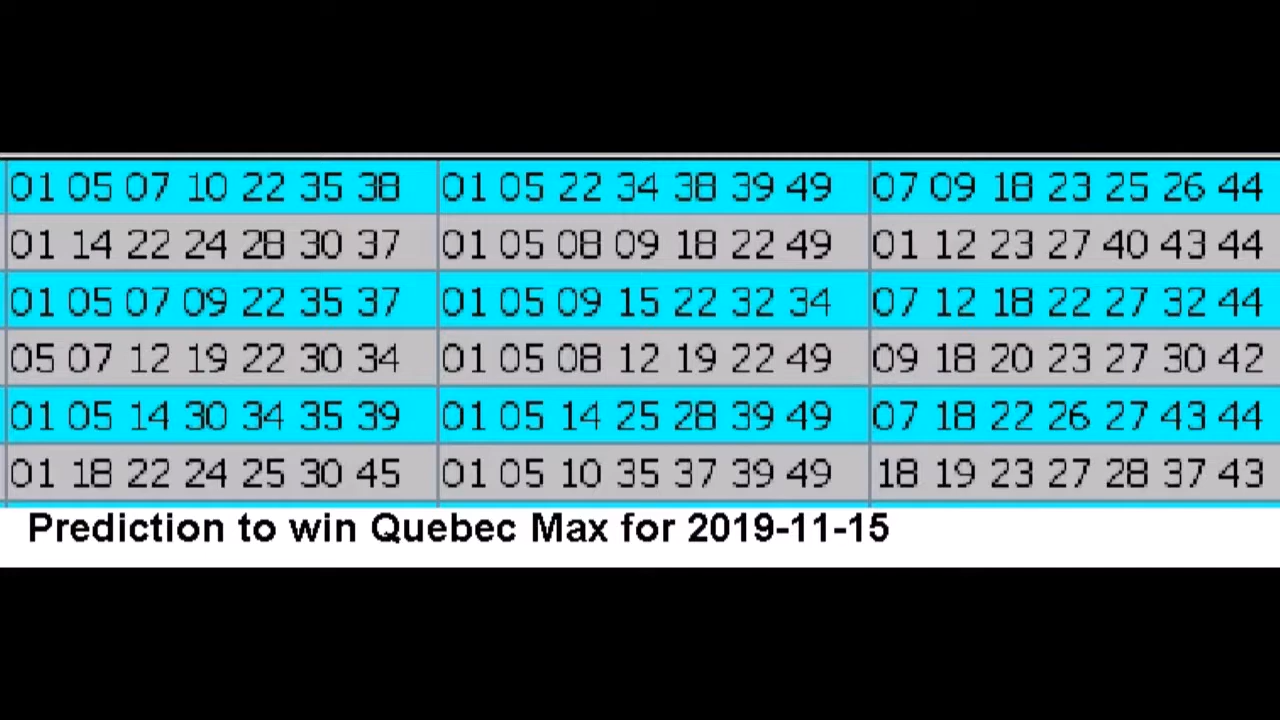 01 05 07 10 22 35 38 01 05 22 34 38 39 49 07 09 18 23 25 26 44
01 14 22 24 28 30 37 01 05 08 09 18 22 49 01 12 23 27 40 43 44
01 05 07 09 22 35 37 01 05 09 15 22 32 34 07 12 18 22 27 32 44
05 07 12 19 22 30 34 01 05 08 12 19 22 49 09 18 20 23 27 30 42
01 05 14 30 34 35 39 01 05 14 25 28 39 49 07 18 22 26 27 43 44
01 18 22 24 25 30 45 01 05 10 35 37 39 49 18 19 23 27 28 37 43
Prediction to win Quebec Max for 2019-11-15